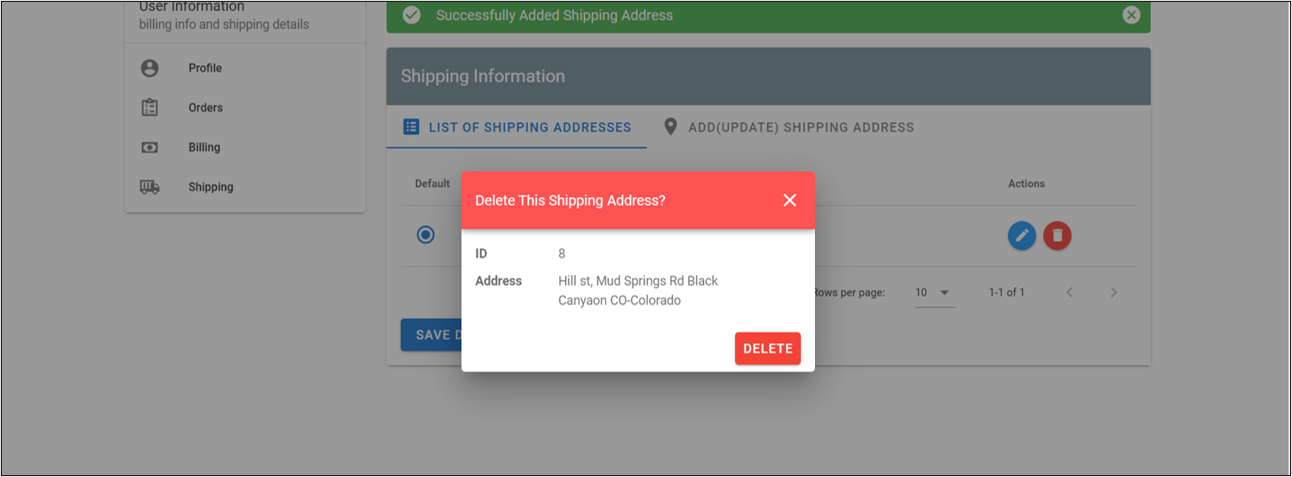 User Information
billing info and shipping details
Profile
Orders
Billing
Shipping
Successfully Added Shipping Address
Shipping Information
LIST OF SHIPPING ADDRESSES
ADD(UPDATE) SHIPPING ADDRESS
Default
Actions
Delete This Shipping Address?
ID 8
Address Hill st, Mud Springs Rd Black
Canyaon CO-Colorado
DELETE
Rows per page: 10 1-1 of 1
SAVE